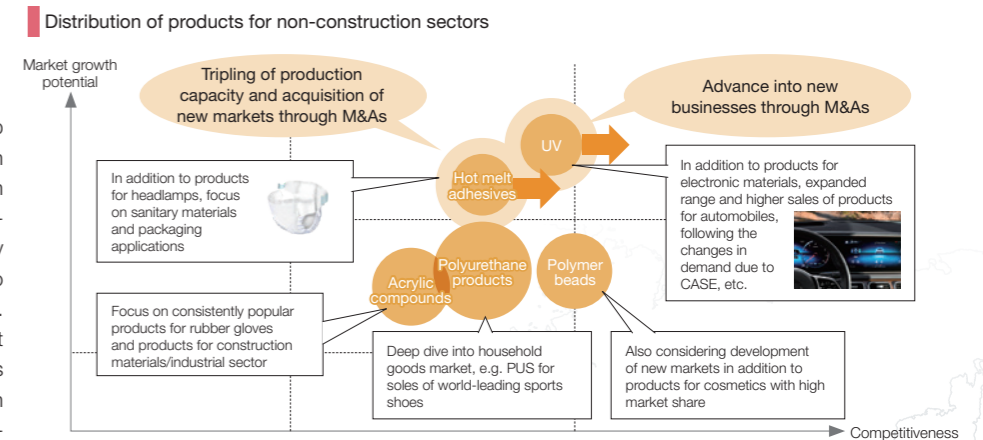 Distribution of products for non-construction sectors
Market growth
potential
Tripling of production
capacity and acquisition of
new markets through M&As
Advance into new
businesses through M&As
UV
Hot melt
adhesives
In addition to products
for headlamps, focus
on sanitary materials
and packaging
applications
In addition to products for
electronic materials, expanded
range and higher sales of products
for automobiles,
following the
changes in
demand due to
CASE, etc.
Acrylic
compounds
Polyurethane
products
Polymer
beads
Focus on consistently popular
products for rubber gloves
and products for construction
materials/industrial sector
Deep dive into household
goods market, e.g. PUS for
soles of world-leading sports
shoes
Also considering development
of new markets in addition to
products for cosmetics with high
market share
Competitiveness